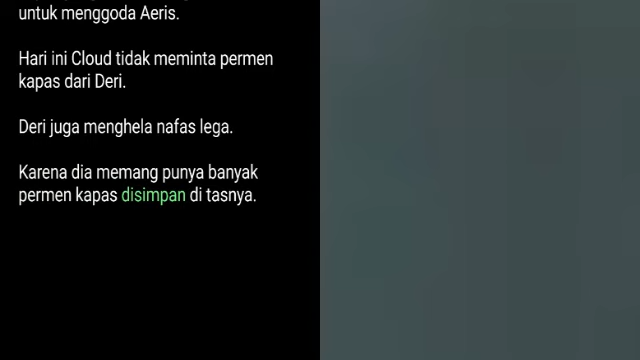 untuk menggoda Aeris.
Hari ini Cloud tidak meminta permen
kapas dari Deri.
Deri juga menghela nafas lega.
Karena dia memang punya banyak
permen kapas disimpan di tasnya.